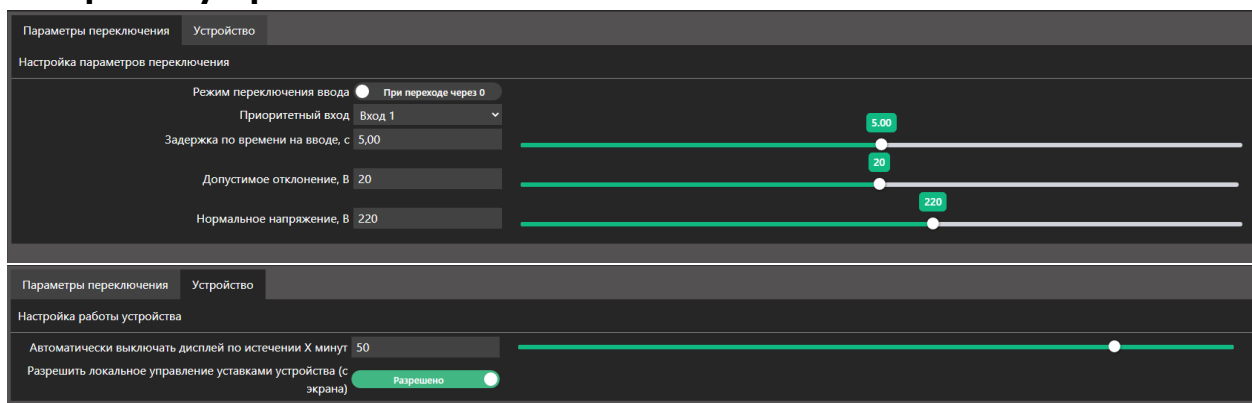 Параметры переключения Устройство
Настройка параметров переключения
Режим переключения ввода При переходе через 0
Приоритетный вход Вход 1
Задержка по времени на вводе, с 5,00
5.00
Допустимое отклонение, В 20
20
Нормальное напряжение, В 220
220
Параметры переключения Устройство
Настройка работы устройства
Автоматически выключать дисплей по истечении X минут 50
Разрешить локальное управление уставками устройства (с
экрана)
Разрешено